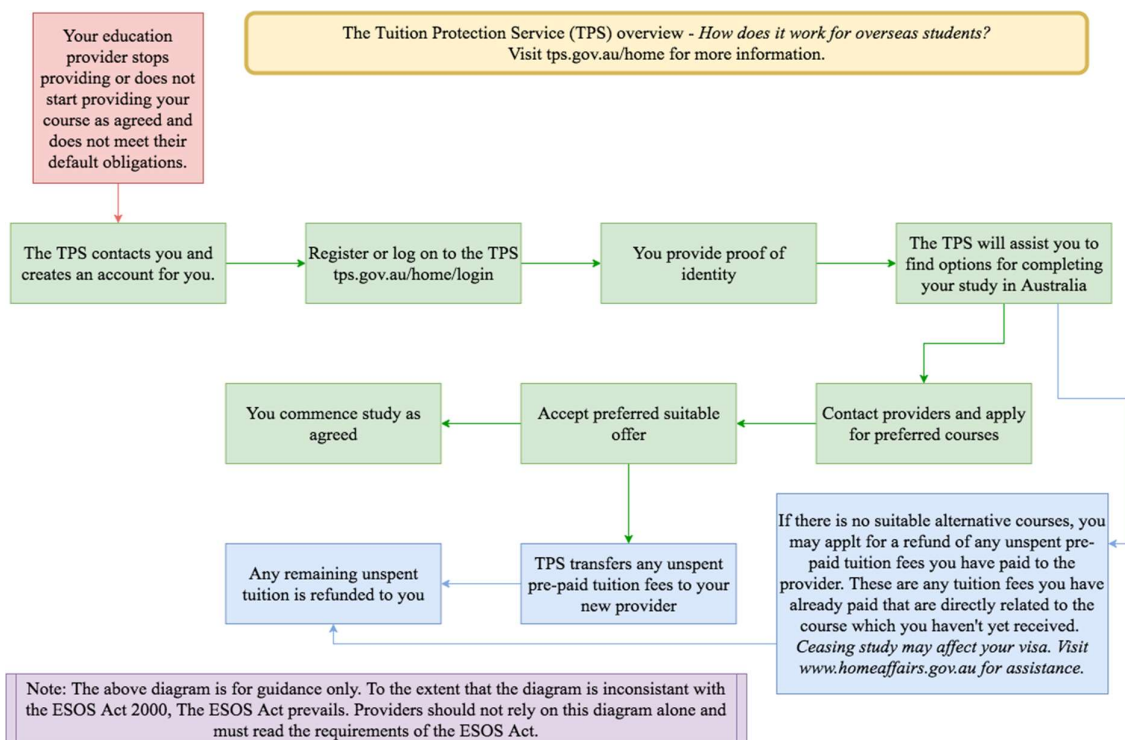 Your education
provider stops
providing or does not
start providing your
course as agreed and
does not meet their
default obligations.
The Tuition Protection Service (TPS) overview - How does it work for overseas students?
Visit tps.gov.au/home for more information.
The TPS contacts you and
creates an account for you.
Register or log on to the TPS
tps.gov.au/home/login
You provide proof of
identity
The TPS will assist you to
find options for completing
your study in Australia
Contact providers and apply
for preferred courses
Accept preferred suitable
offer
You commence study as
agreed
If there is no suitable alternative courses, you
may applt for a refund of any unspent pre-
paid tuition fees you have paid to the
provider. These are any tuition fees you have
already paid that are directly related to the
course which you haven't yet received.
Ceasing study may affect your visa. Visit
www.homeaffairs.gov.au for assistance.
TPS transfers any unspent
pre-paid tuition fees to your
new provider
Any remaining unspent
tuition is refunded to you
Note: The above diagram is for guidance only. To the extent that the diagram is inconsistant with
the ESOS Act 2000, The ESOS Act prevails. Providers should not rely on this diagram alone and
must read the requirements of the ESOS Act.